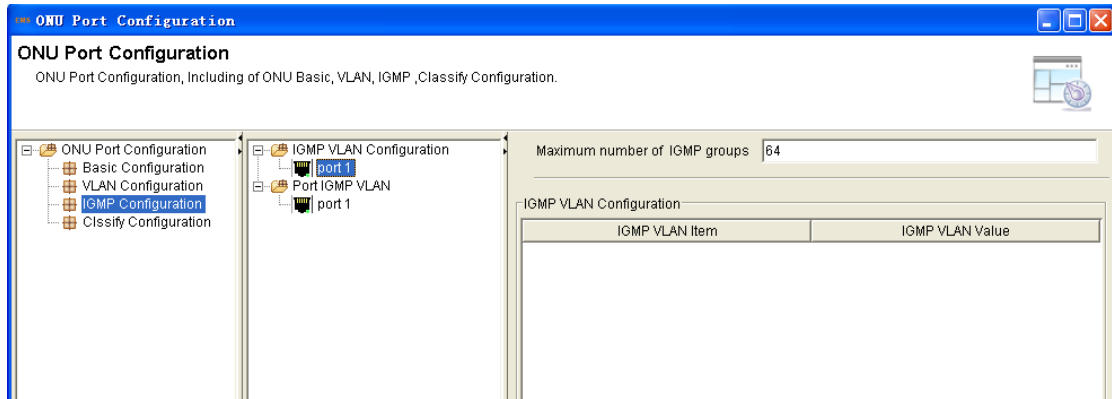 EMS ONU Port Configuration
ONU Port Configuration
ONU Port Configuration, Including of ONU Basic, VLAN, IGMP ,Classify Configuration.
ONU Port Configuration
Basic Configuration
VLAN Configuration
IGMP Configuration
Clssify Configuration
IGMP VLAN Configuration
port 1
Port IGMP VLAN
port 1
Maximum number of IGMP groups 64
IGMP VLAN Configuration
IGMP VLAN Item IGMP VLAN Value